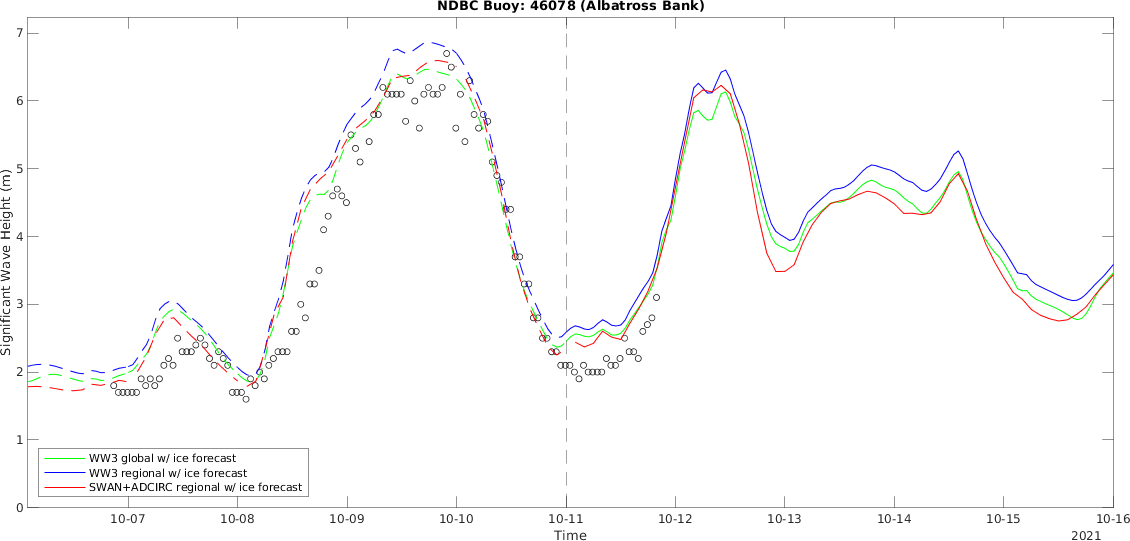 NDBC Buoy: 46078 (Albatross Bank)
7
6
5
4
3
2
1
0
Significant Wave Height (m)
WW3 global w/ ice forecast
WW3 regional w/ ice forecast
SWAN+ADCIRC regional w/ ice forecast
10-07 10-08 10-09 10-10 10-11 10-12 10-13 10-14 10-15 10-16
Time
2021